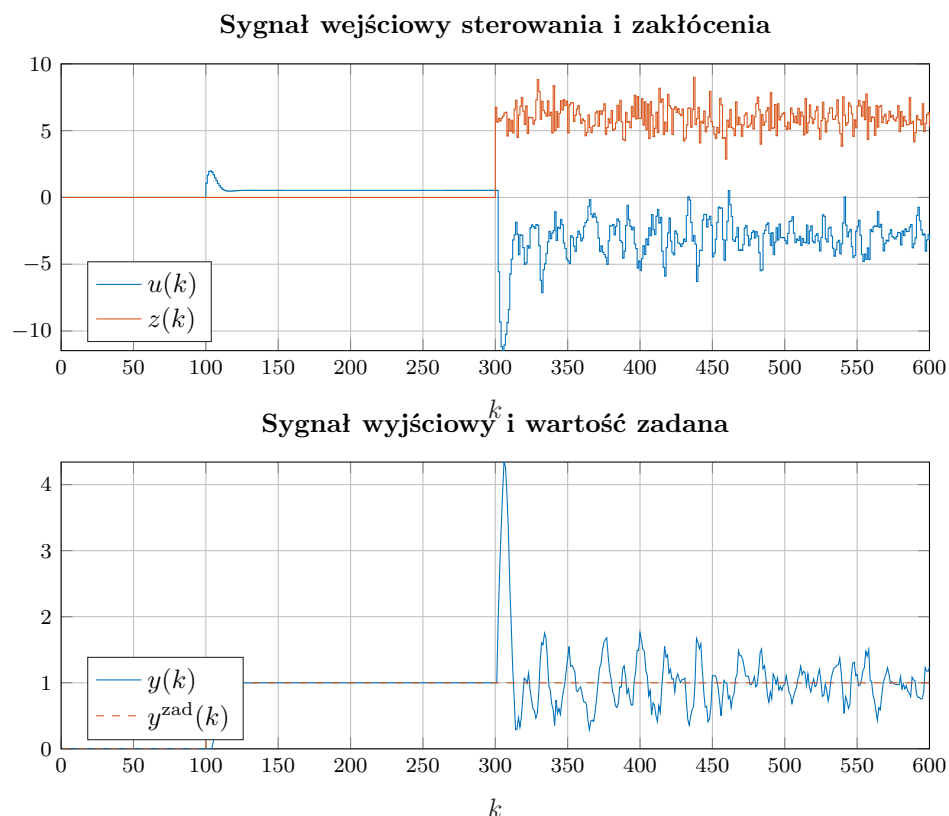 Sygnał wejściowy sterowania i zakłócenia
10
5
0
−5
−10
u(k)
z(k)
0 50 100 150 200 250 300 350 400 450 500 550 600
k
Sygnał wyjściowy i wartość zadana
4
3
2
1
0
y(k)
y^zad(k)
0 50 100 150 200 250 300 350 400 450 500 550 600
k